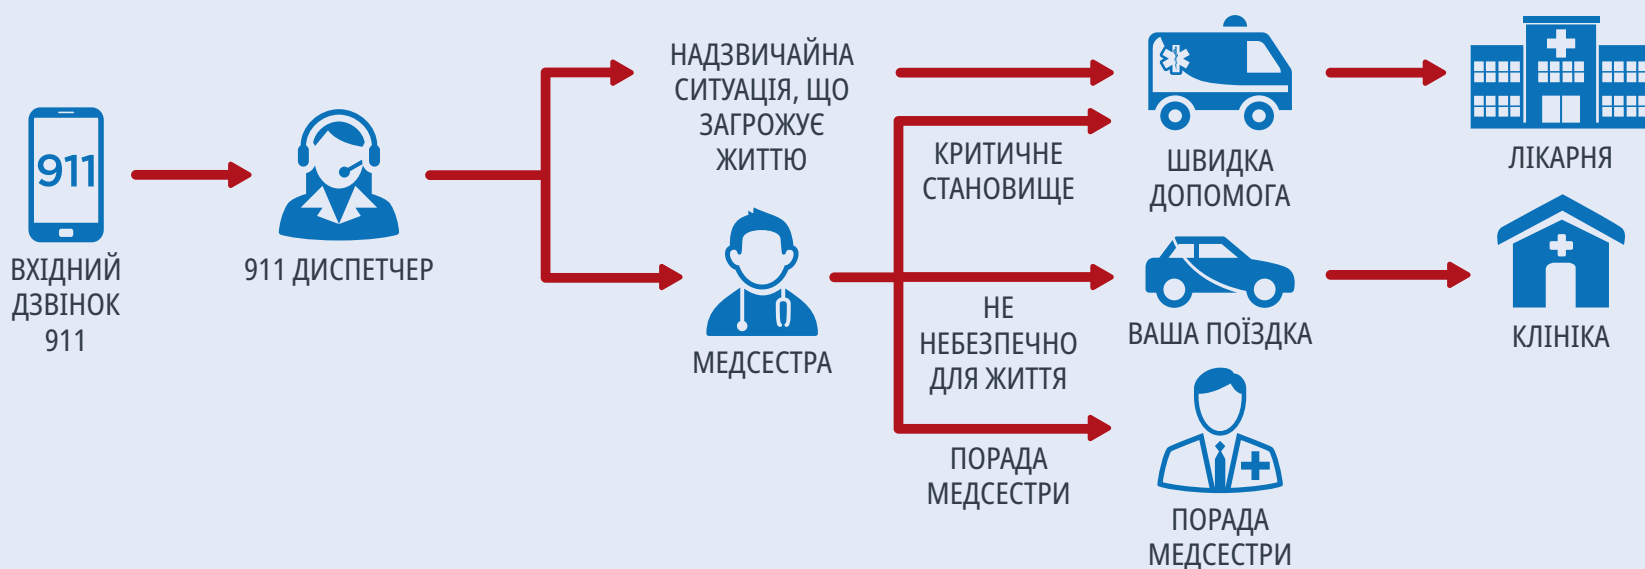 911
ВХІДНИЙ
ДЗВІНОК
911
911 ДИСПЕТЧЕР
НАДЗВИЧАЙНА
СИТУАЦІЯ, ЩО
ЗАГРОЖУЄ
ЖИТТЮ
МЕДСЕСТРА
КРИТИЧНЕ
СТАНОВИЩЕ
НЕ
НЕБЕЗПЕЧНО
ДЛЯ ЖИТТЯ
ПОРАДА
МЕДСЕСТРИ
ШВИДКА
ДОПОМОГА
ВАША ПОЇЗДКА
ПОРАДА
МЕДСЕСТРИ
ЛІКАРНЯ
КЛІНІКА